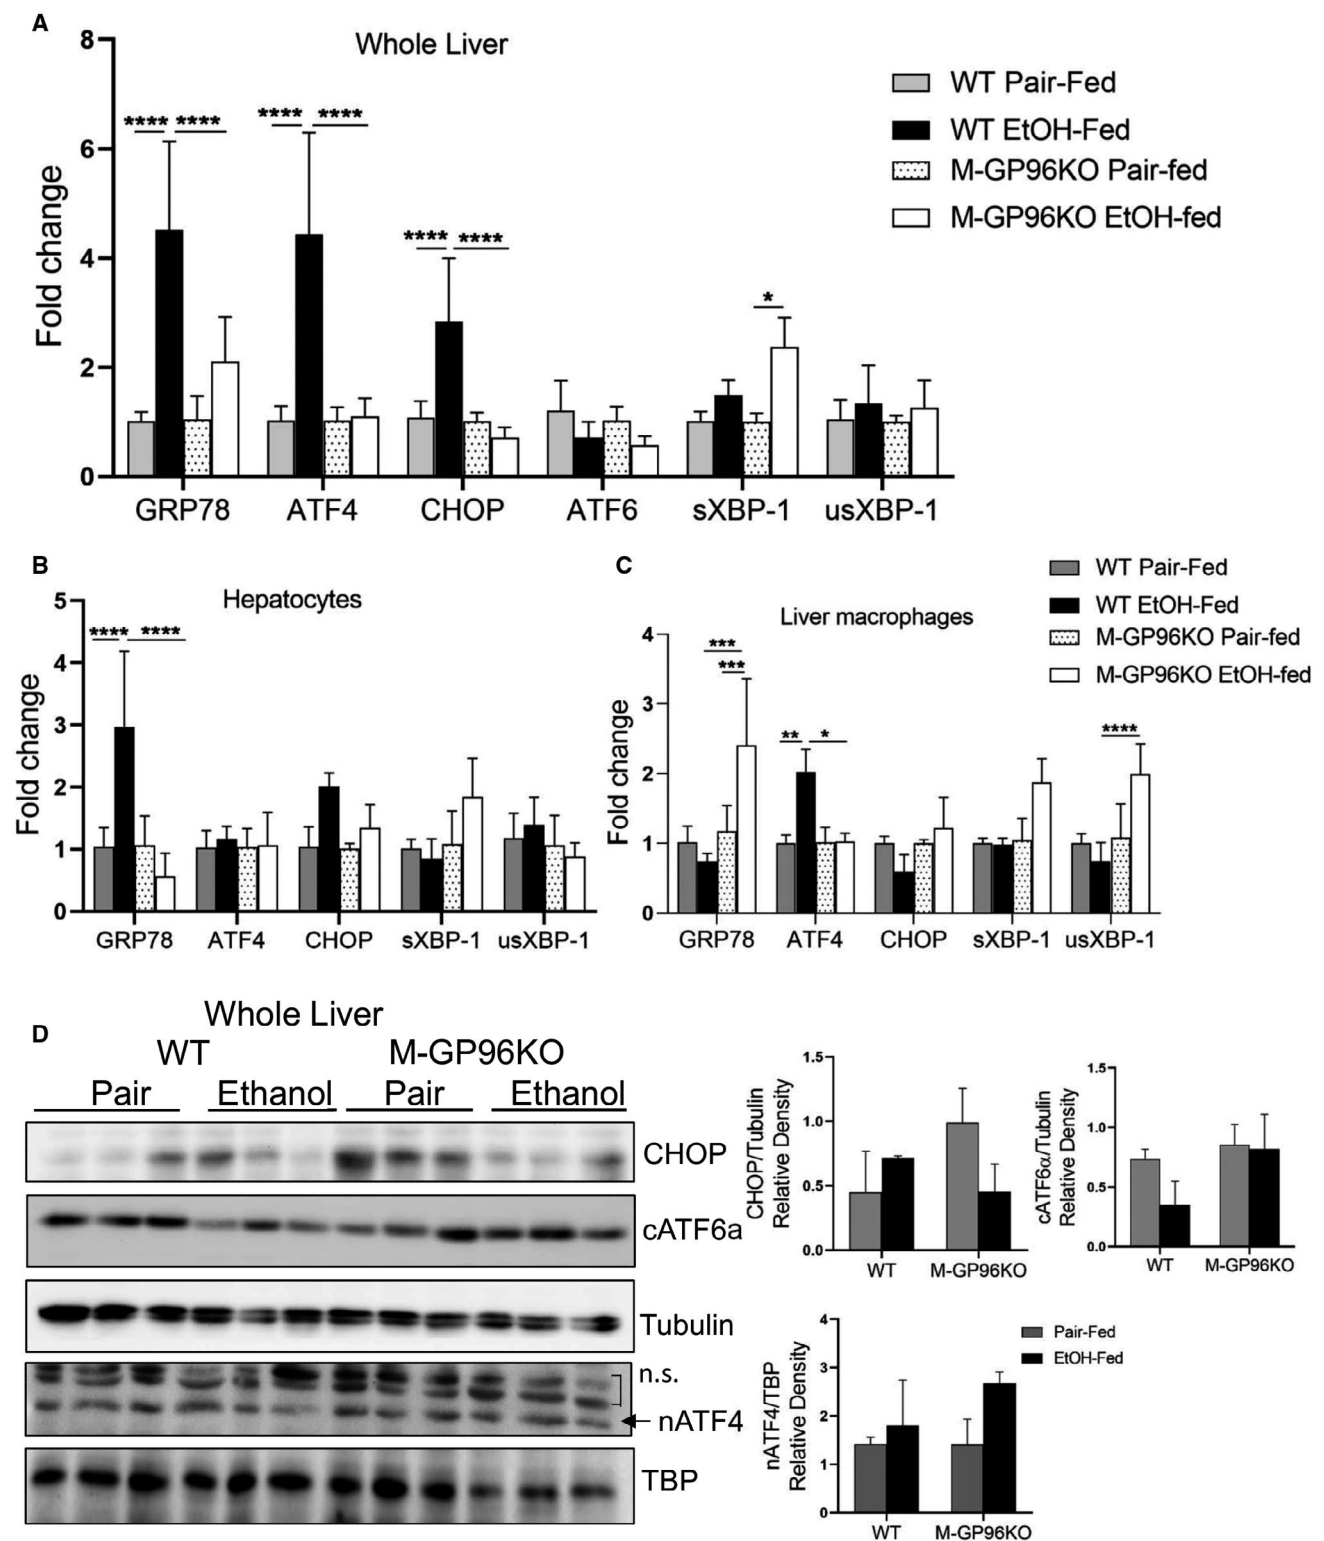 A
Whole Liver
Fold change
8
6
4
2
0
**** ****
**** ****
**** ****
*
GRP78 ATF4 CHOP ATF6 sXBP-1 usXBP-1
WT Pair-Fed
WT EtOH-Fed
M-GP96KO Pair-fed
M-GP96KO EtOH-fed
B
Hepatocytes
Fold change
5
4
3
2
1
0
**** ****
GRP78 ATF4 CHOP sXBP-1 usXBP-1
C
Liver macrophages
Fold change
4
3
2
1
0
***
***
** *
****
GRP78 ATF4 CHOP sXBP-1 usXBP-1
WT Pair-Fed
WT EtOH-Fed
M-GP96KO Pair-fed
M-GP96KO EtOH-fed
D
Whole Liver
WT M-GP96KO
Pair Ethanol Pair Ethanol
CHOP
cATF6a
Tubulin
n.s.
nATF4
TBP
CHOP/Tubulin
Relative Density
1.5
1.0
0.5
0.0
WT M-GP96KO
cATF6α/Tubulin
Relative Density
1.5
1.0
0.5
0.0
WT M-GP96KO
nATF4/TBP
Relative Density
4
3
2
1
0
WT M-GP96KO
Pair-Fed
EtOH-Fed